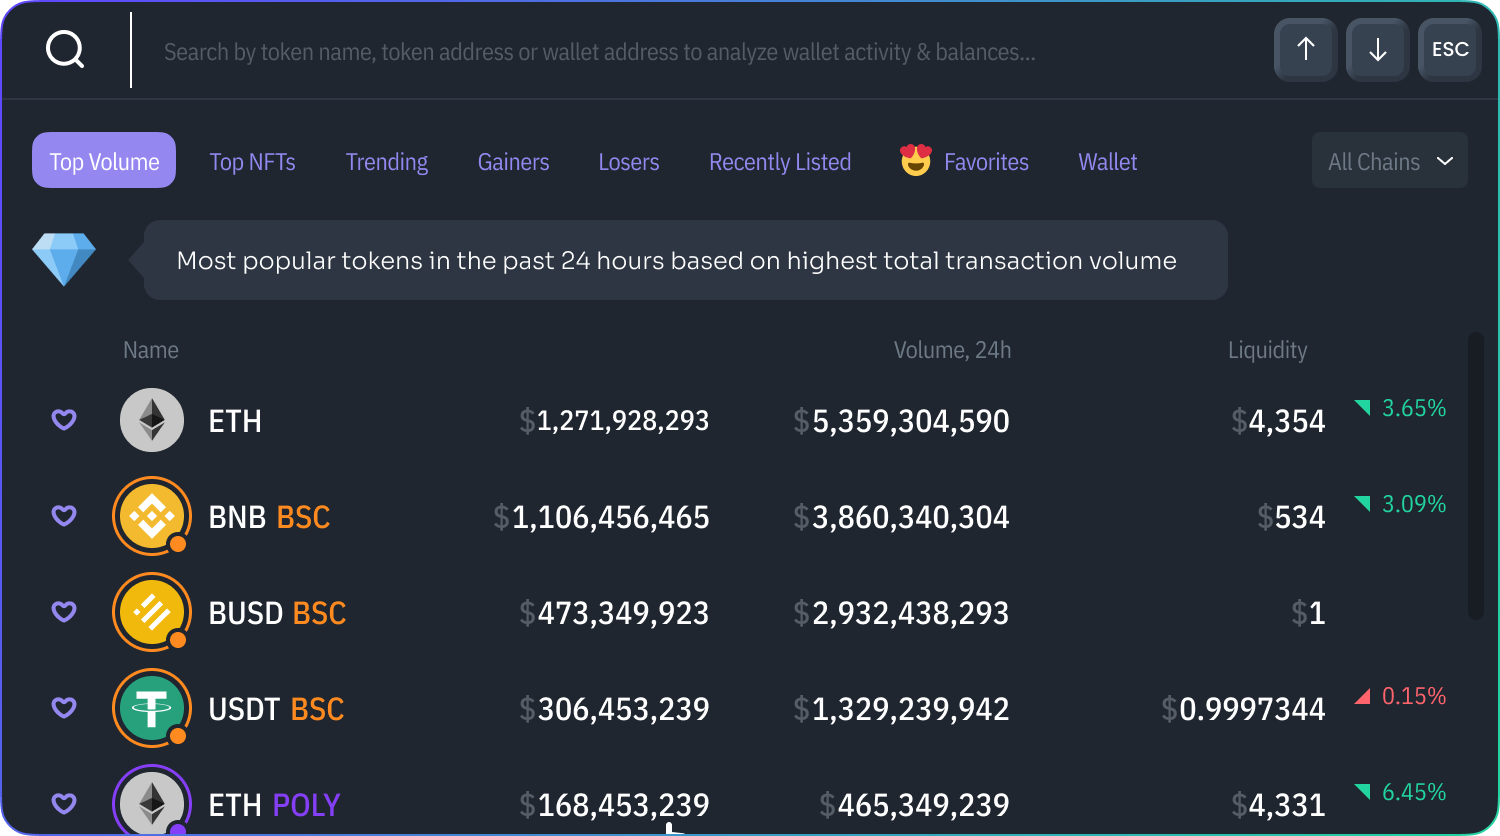 Search by token name, token address or wallet address to analyze wallet activity & balances... ESC
Top Volume Top NFTs Trending Gainers Losers Recently Listed Favorites Wallet All Chains
Most popular tokens in the past 24 hours based on highest total transaction volume
Name Volume, 24h Liquidity
ETH $1,271,928,293 $5,359,304,590 $4,354 3.65%
BNB BSC $1,106,456,465 $3,860,340,304 $534 3.09%
BUSD BSC $473,349,923 $2,932,438,293 $1
USDT BSC $306,453,239 $1,329,239,942 $0.9997344 0.15%
ETH POLY $168,453,239 $465,349,239 $4,331 6.45%